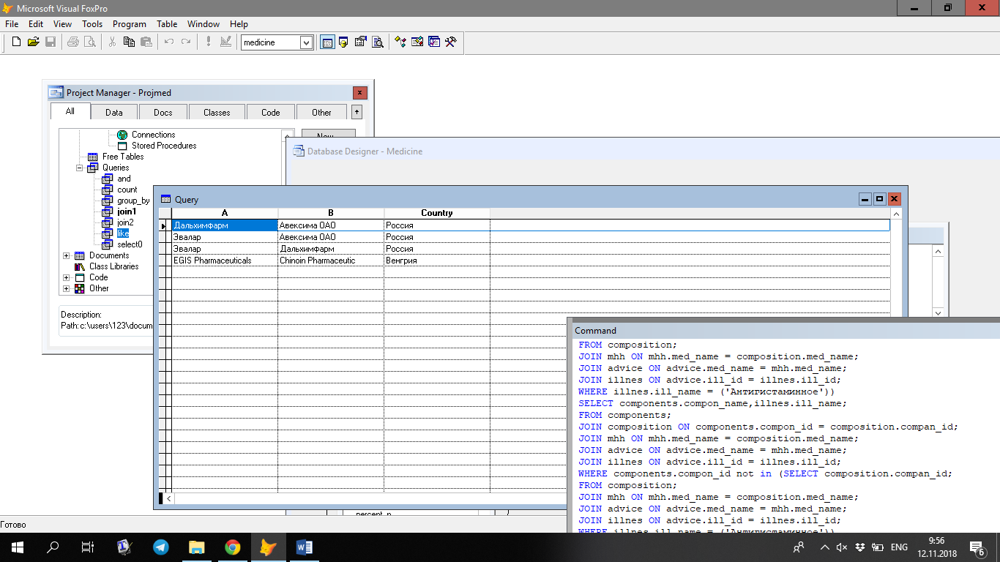 Microsoft Visual FoxPro
File Edit View Tools Program Table Window Help
medicine
Project Manager - Projmed
All Data Docs Classes Code Other
Connections
Stored Procedures
Free Tables
Queries
and
count
group_by
join1
join2
like
select0
Documents
Class Libraries
Code
Other
New
Description:
Path: c:\users\123\docum
Database Designer - Medicine
Query
A B Country
Дальхимфарм Авексима ОАО Россия
Эвалар Авексима ОАО Россия
Эвалар Дальхимфарм Россия
EGIS Pharmaceuticals Chinoin Pharmaceutic Венгрия
percent_n
Command
FROM composition;
JOIN mhh ON mhh.med_name = composition.med_name;
JOIN advice ON advice.med_name = mhh.med_name;
JOIN illnes ON advice.ill_id = illnes.ill_id;
WHERE illnes.ill_name = ('Антигистаминное'))
SELECT components.compon_name,illnes.ill_name;
FROM components;
JOIN composition ON components.compon_id = composition.compan_id;
JOIN mhh ON mhh.med_name = composition.med_name;
JOIN advice ON advice.med_name = mhh.med_name;
JOIN illnes ON advice.ill_id = illnes.ill_id;
WHERE components.compon_id not in (SELECT composition.compan_id;
FROM composition;
JOIN mhh ON mhh.med_name = composition.med_name;
JOIN advice ON advice.med_name = mhh.med_name;
JOIN illnes ON advice.ill_id = illnes.ill_id;
WHERE illnes.ill_name = ('Антигистаминное'))
Готово
ENG
9:56
12.11.2018
6